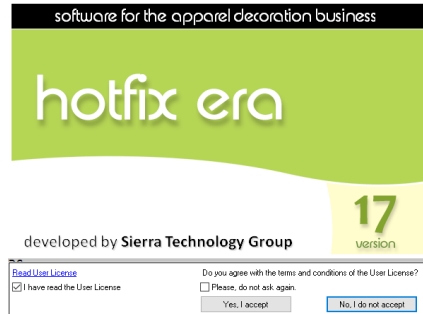 software for the apparel decoration business
hotfix era
17
version
developed by Sierra Technology Group
Read User License
Do you agree with the terms and conditions of the User License?
I have read the User License
Please, do not ask again.
Yes, I accept
No, I do not accept